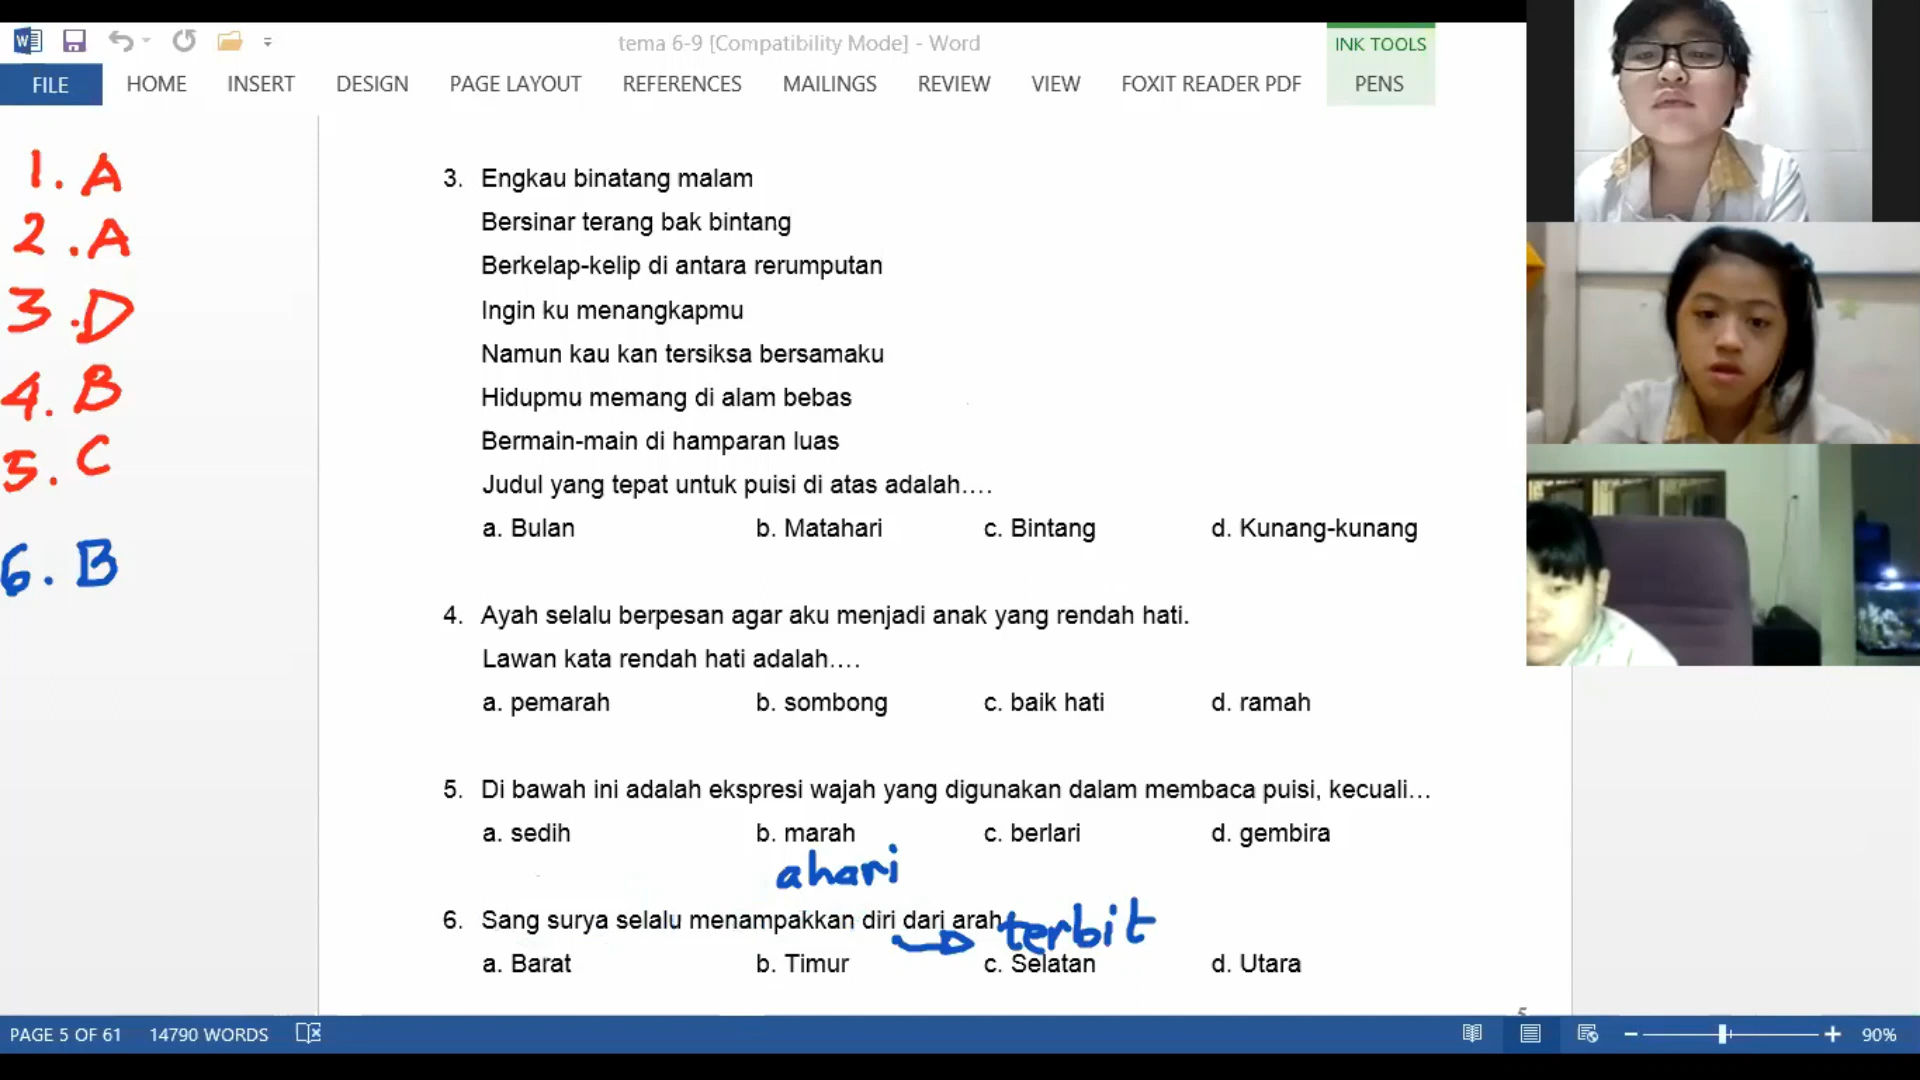 tema 6-9 [Compatibility Mode] - Word
INK TOOLS
FILE HOME INSERT DESIGN PAGE LAYOUT REFERENCES MAILINGS REVIEW VIEW FOXIT READER PDF PENS
1. A
2. A
3. D
4. B
5. C
6. B
3. Engkau binatang malam
Bersinar terang bak bintang
Berkelap-kelip di antara rerumputan
Ingin ku menangkapmu
Namun kau kan tersiksa bersamaku
Hidupmu memang di alam bebas
Bermain-main di hamparan luas
Judul yang tepat untuk puisi di atas adalah....
a. Bulan b. Matahari c. Bintang d. Kunang-kunang
4. Ayah selalu berpesan agar aku menjadi anak yang rendah hati.
Lawan kata rendah hati adalah....
a. pemarah b. sombong c. baik hati d. ramah
5. Di bawah ini adalah ekspresi wajah yang digunakan dalam membaca puisi, kecuali...
a. sedih b. marah c. berlari d. gembira
ahari
6. Sang surya selalu menampakkan diri dari arah terbit
a. Barat b. Timur c. Selatan d. Utara
5
PAGE 5 OF 61 14790 WORDS 90%